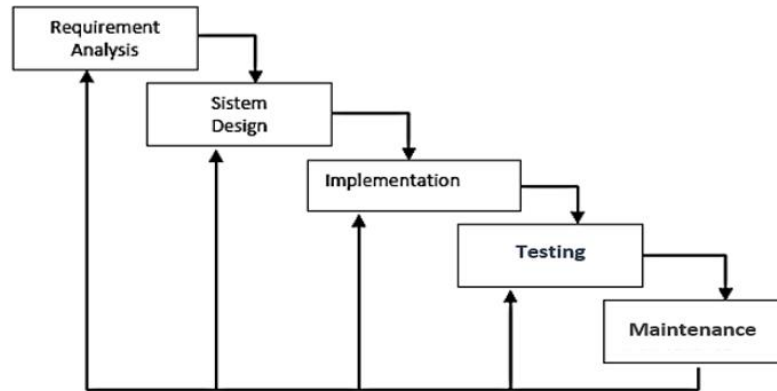 Requirement
Analysis
Sistem
Design
Implementation
Testing
Maintenance